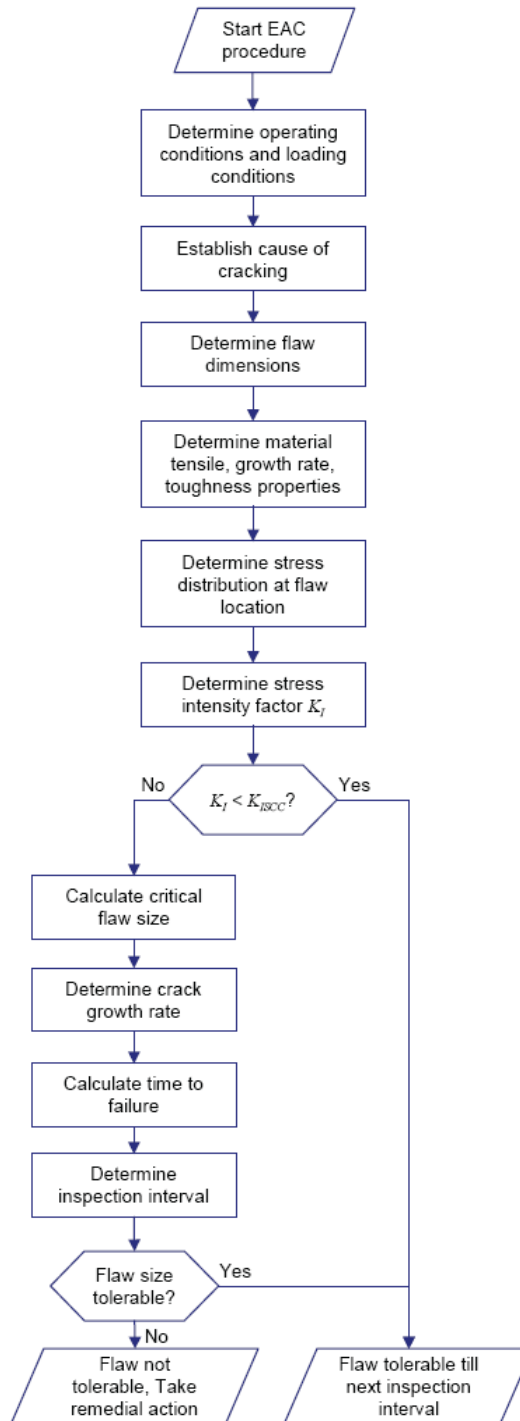 Start EAC
procedure
Determine operating
conditions and loading
conditions
Establish cause of
cracking
Determine flaw
dimensions
Determine material
tensile, growth rate,
toughness properties
Determine stress
distribution at flaw
location
Determine stress
intensity factor K_I
No
K_I < K_ISCC?
Yes
Calculate critical
flaw size
Determine crack
growth rate
Calculate time to
failure
Determine
inspection interval
Flaw size
tolerable?
Yes
No
Flaw not
tolerable, Take
remedial action
Flaw tolerable till
next inspection
interval